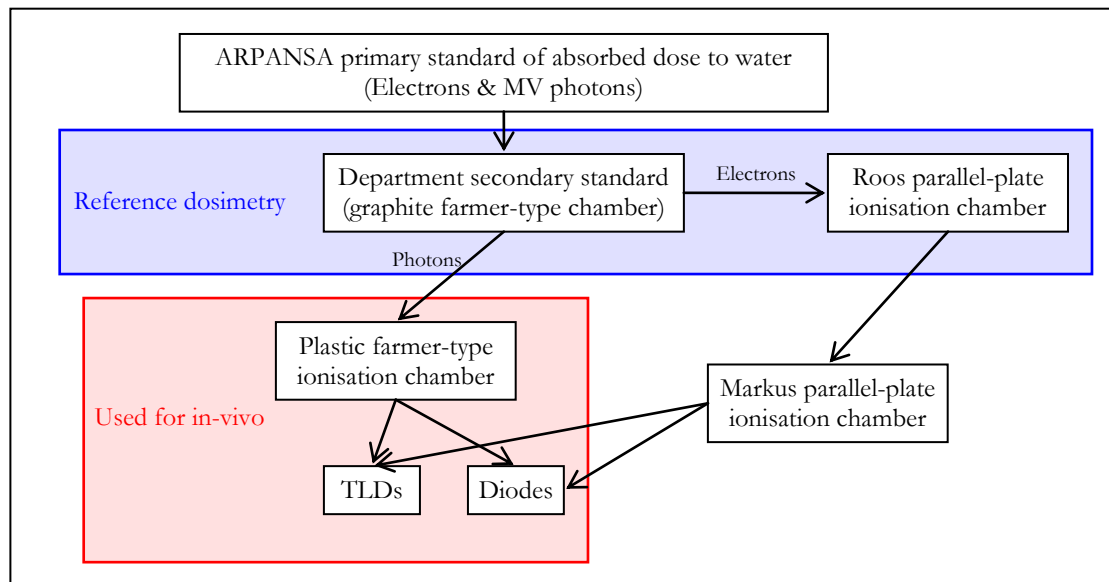 ARPANSA primary standard of absorbed dose to water
(Electrons & MV photons)
Reference dosimetry
Department secondary standard
(graphite farmer-type chamber)
Electrons
Roos parallel-plate
ionisation chamber
Photons
Used for in-vivo
Plastic farmer-type
ionisation chamber
Markus parallel-plate
ionisation chamber
TLDs
Diodes